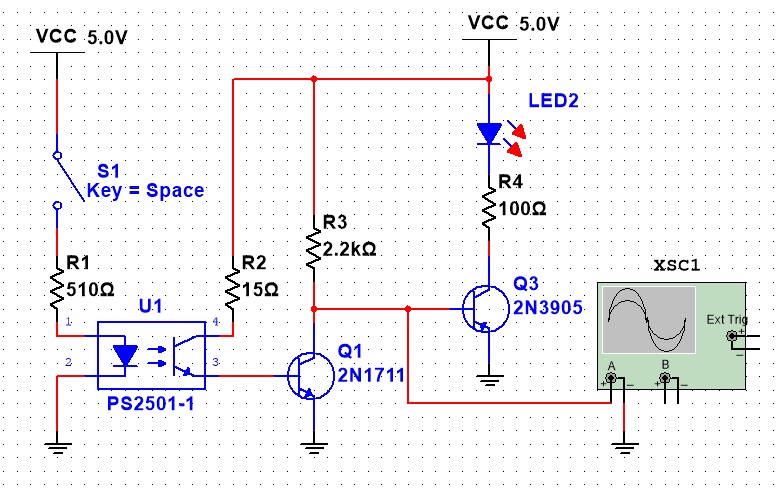 VCC 5.0V
VCC 5.0V
LED2
S1
Key = Space
R4
100Ω
R3
2.2kΩ
R1
510Ω
R2
15Ω
XSC1
Q3
2N3905
Ext Trig
+
–
U1
1
4
A
B
+
–
+
–
2
3
Q1
2N1711
PS2501-1